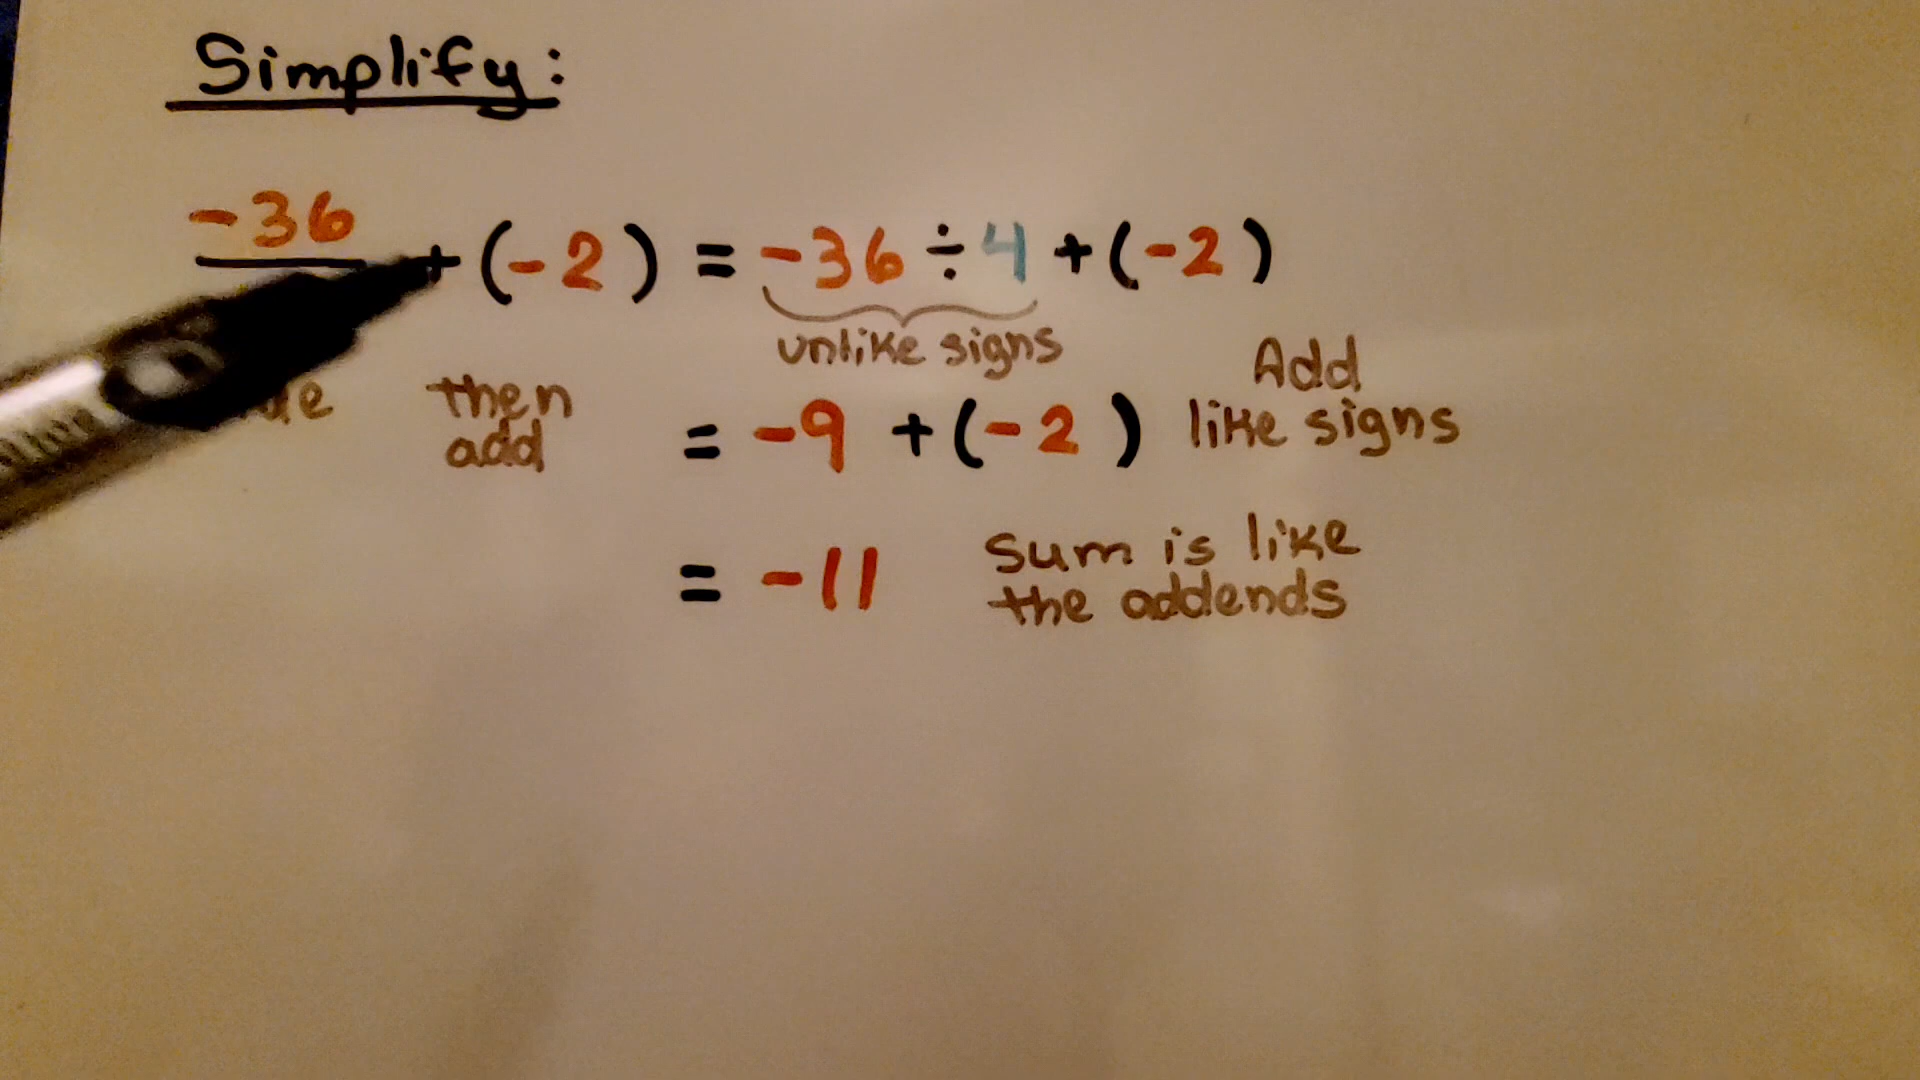 Simplify:
-36
+ (-2) = -36 ÷ 4 + (-2)
unlike signs
then
add
= -9 + (-2)
Add
like signs
= -11
Sum is like
the addends